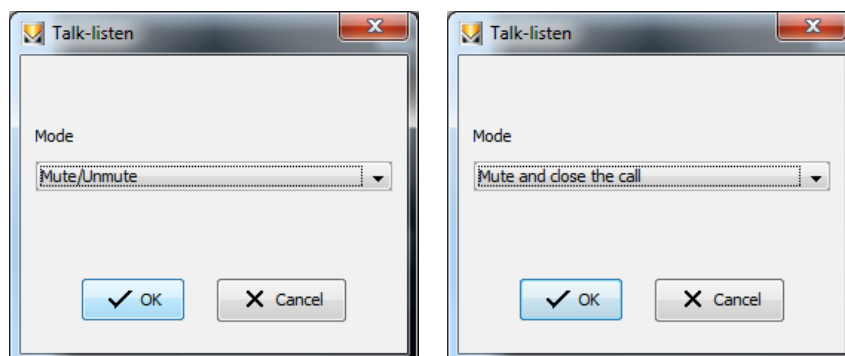 Talk-listen
Mode
Mute/Unmute
OK
Cancel
Talk-listen
Mode
Mute and close the call
OK
Cancel